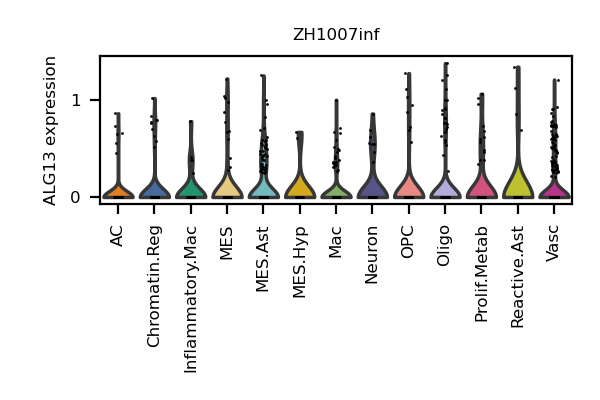 ZH1007inf
ALG13 expression
1
0
AC
Chromatin.Reg
Inflammatory.Mac
MES
MES.Ast
MES.Hyp
Mac
Neuron
OPC
Oligo
Prolif.Metab
Reactive.Ast
Vasc